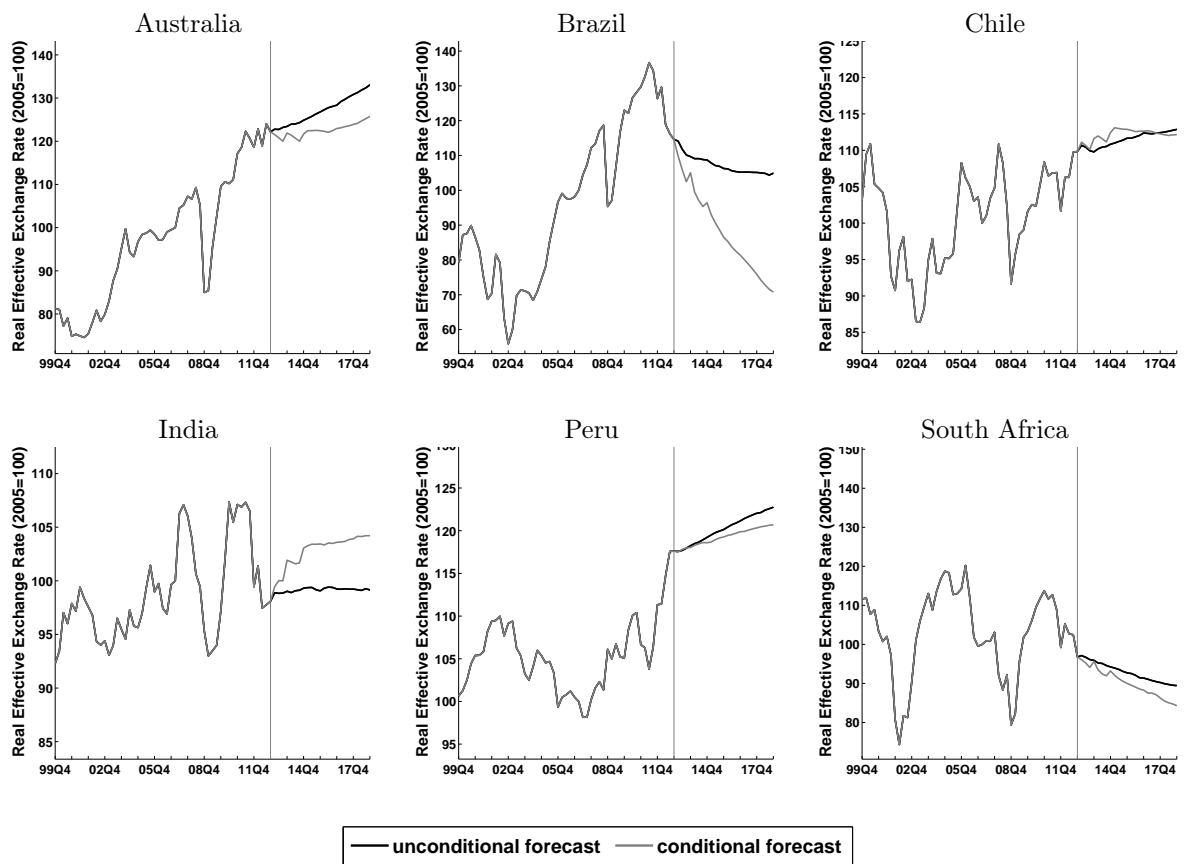 Australia
Real Effective Exchange Rate (2005=100)
140
130
120
110
100
90
80
99Q4 02Q4 05Q4 08Q4 11Q4 14Q4 17Q4
Brazil
Real Effective Exchange Rate (2005=100)
140
130
120
110
100
90
80
70
60
99Q4 02Q4 05Q4 08Q4 11Q4 14Q4 17Q4
Chile
Real Effective Exchange Rate (2005=100)
125
120
115
110
105
100
95
90
85
99Q4 02Q4 05Q4 08Q4 11Q4 14Q4 17Q4
India
Real Effective Exchange Rate (2005=100)
110
105
100
95
90
85
99Q4 02Q4 05Q4 08Q4 11Q4 14Q4 17Q4
Peru
Real Effective Exchange Rate (2005=100)
130
125
120
115
110
105
100
95
99Q4 02Q4 05Q4 08Q4 11Q4 14Q4 17Q4
South Africa
Real Effective Exchange Rate (2005=100)
150
140
130
120
110
100
90
80
99Q4 02Q4 05Q4 08Q4 11Q4 14Q4 17Q4
unconditional forecast conditional forecast